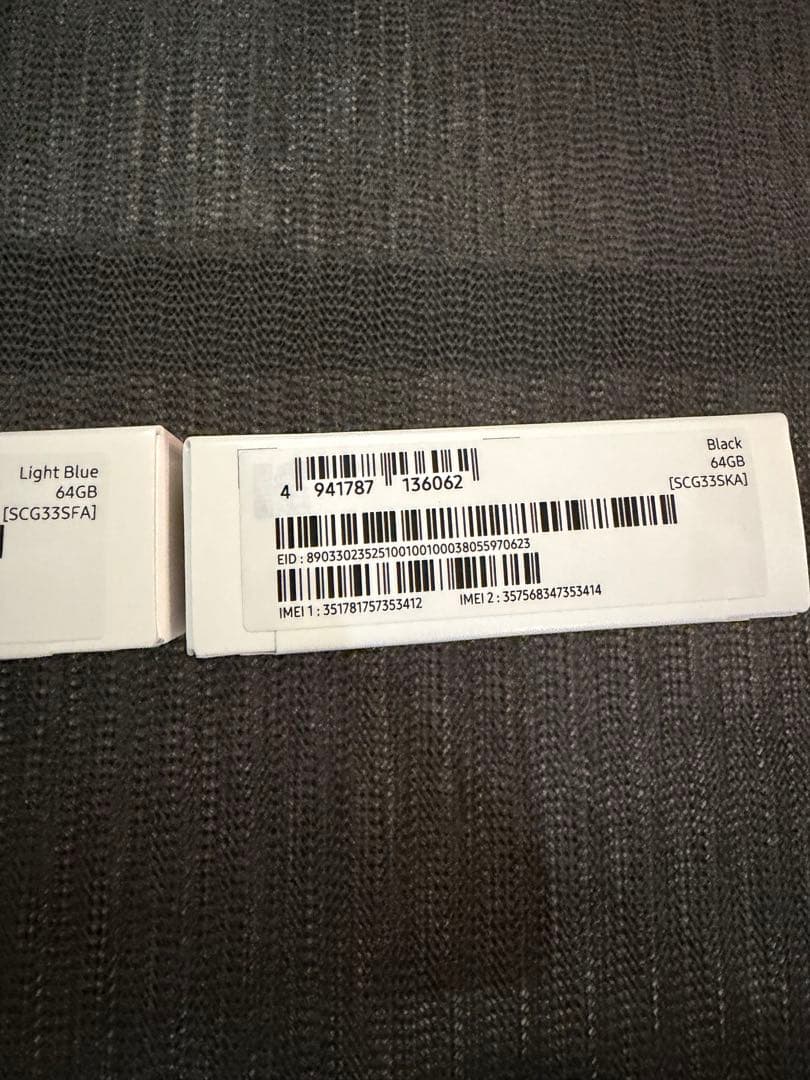 Light Blue
64GB
[SCG33SFA]
Black
64GB
[SCG33SKA]
4 941787 136062
EID : 89033023525100100100038055970623
IMEI 1 : 351781757353412 IMEI 2 : 357568347353414